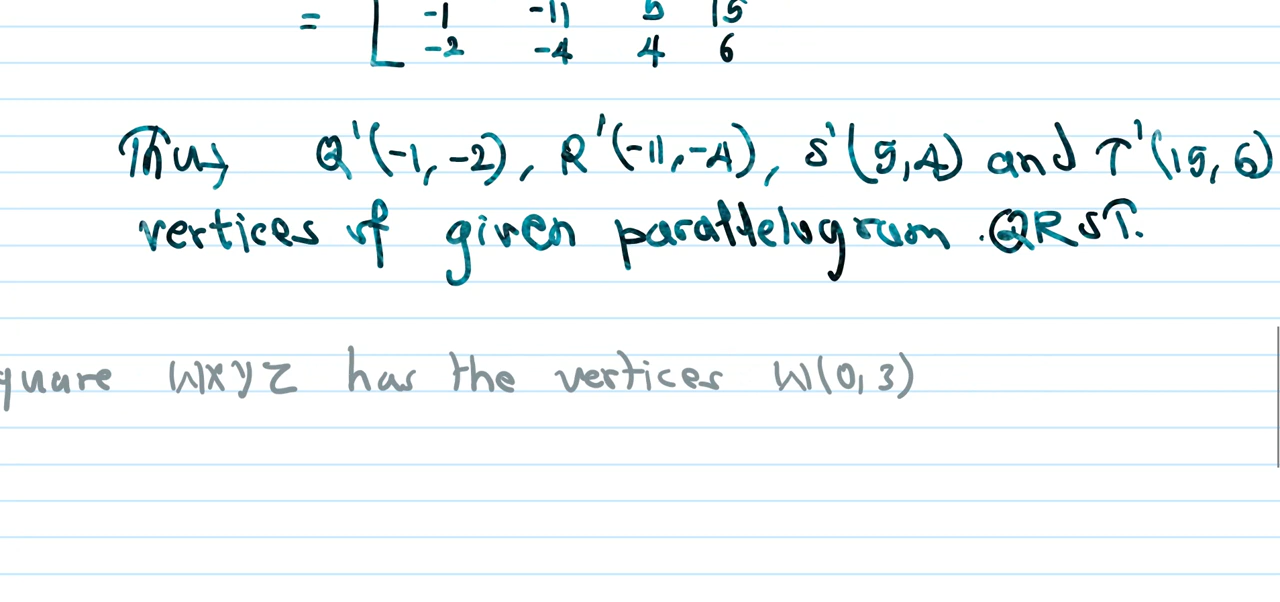 = [ -1 -11 5 15
-2 -4 4 6
Thus Q'(-1, -2), R'(-11, -4), S'(5, 4) and T'(15, 6)
vertices of given parallelogram QRST.
quare WXYZ has the vertices W(0, 3)